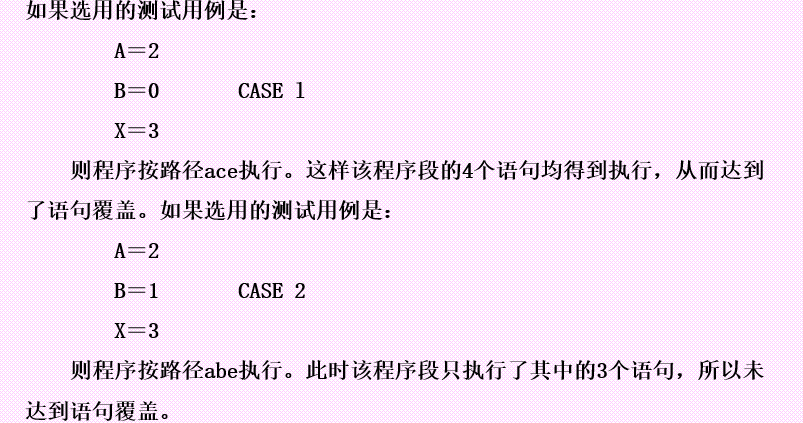 如果选用的测试用例是：
A＝2
B＝0 CASE 1
X＝3
则程序按路径ace执行。这样该程序段的4个语句均得到执行，从而达到
了语句覆盖。如果选用的测试用例是：
A＝2
B＝1 CASE 2
X＝3
则程序按路径abe执行。此时该程序段只执行了其中的3个语句，所以未
达到语句覆盖。